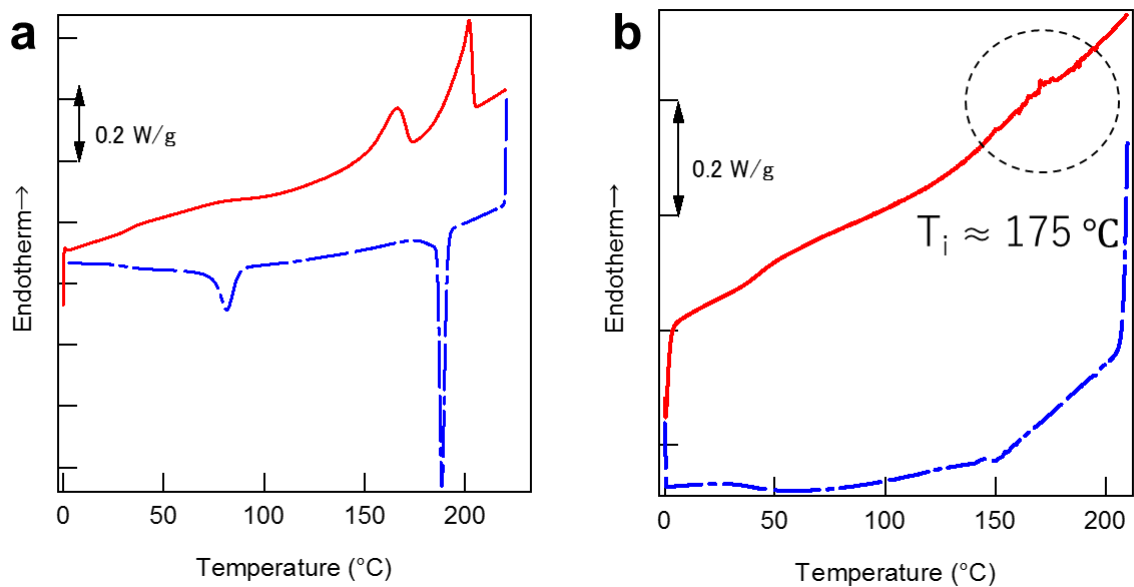 a
0.2 W/g
Endotherm→
0 50 100 150 200
Temperature (°C)
b
0.2 W/g
Tᵢ ≈ 175 °C
Endotherm→
0 50 100 150 200
Temperature (°C)